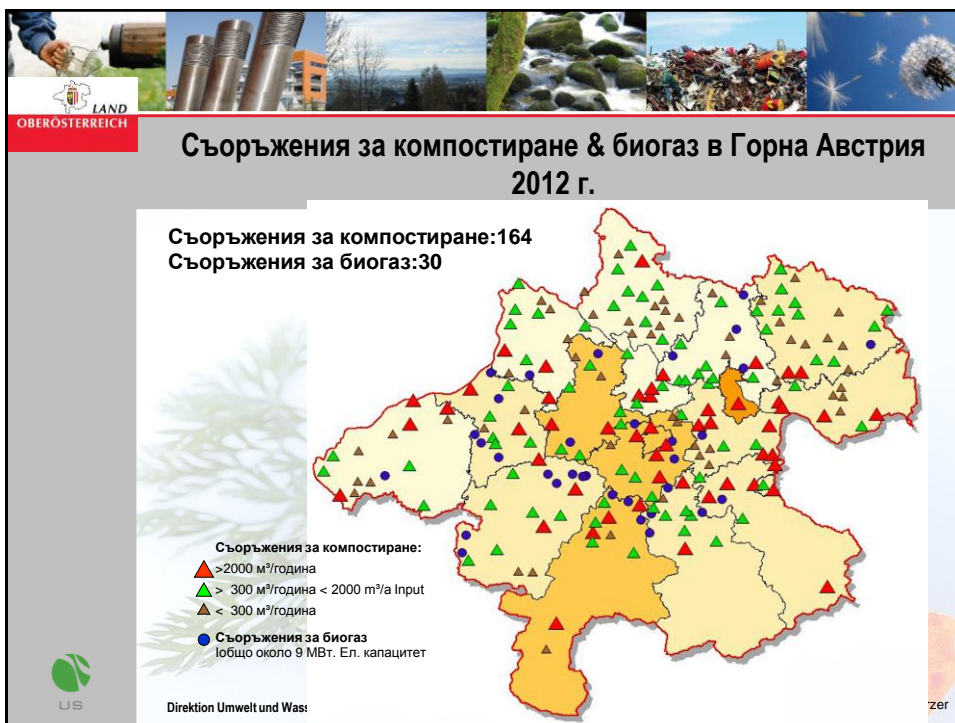 LAND
OBERÖSTERREICH
Съоръжения за компостиране & биогаз в Горна Австрия
2012 г.
Съоръжения за компостиране:164
Съоръжения за биогаз:30
Съоръжения за компостиране:
>2000 м³/година
> 300 м³/година < 2000 m³/a Input
< 300 м³/година
Съоръжения за биогаз
Iобщо около 9 МВт. Ел. капацитет
US
Direktion Umwelt und Wass
rzer